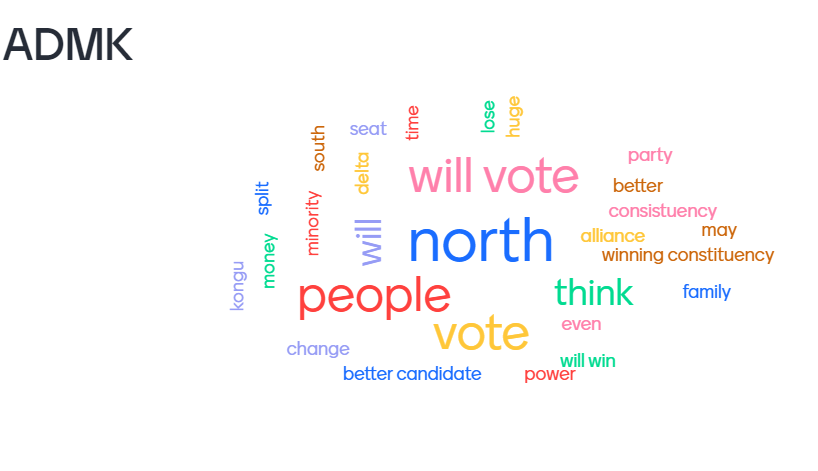 ADMK
huge
lose
time
seat
south
delta
will vote
party
better
split
minority
consistuency
will
north
alliance
may
money
winning constituency
kongu
people
think
family
vote
even
change
will win
better candidate
power